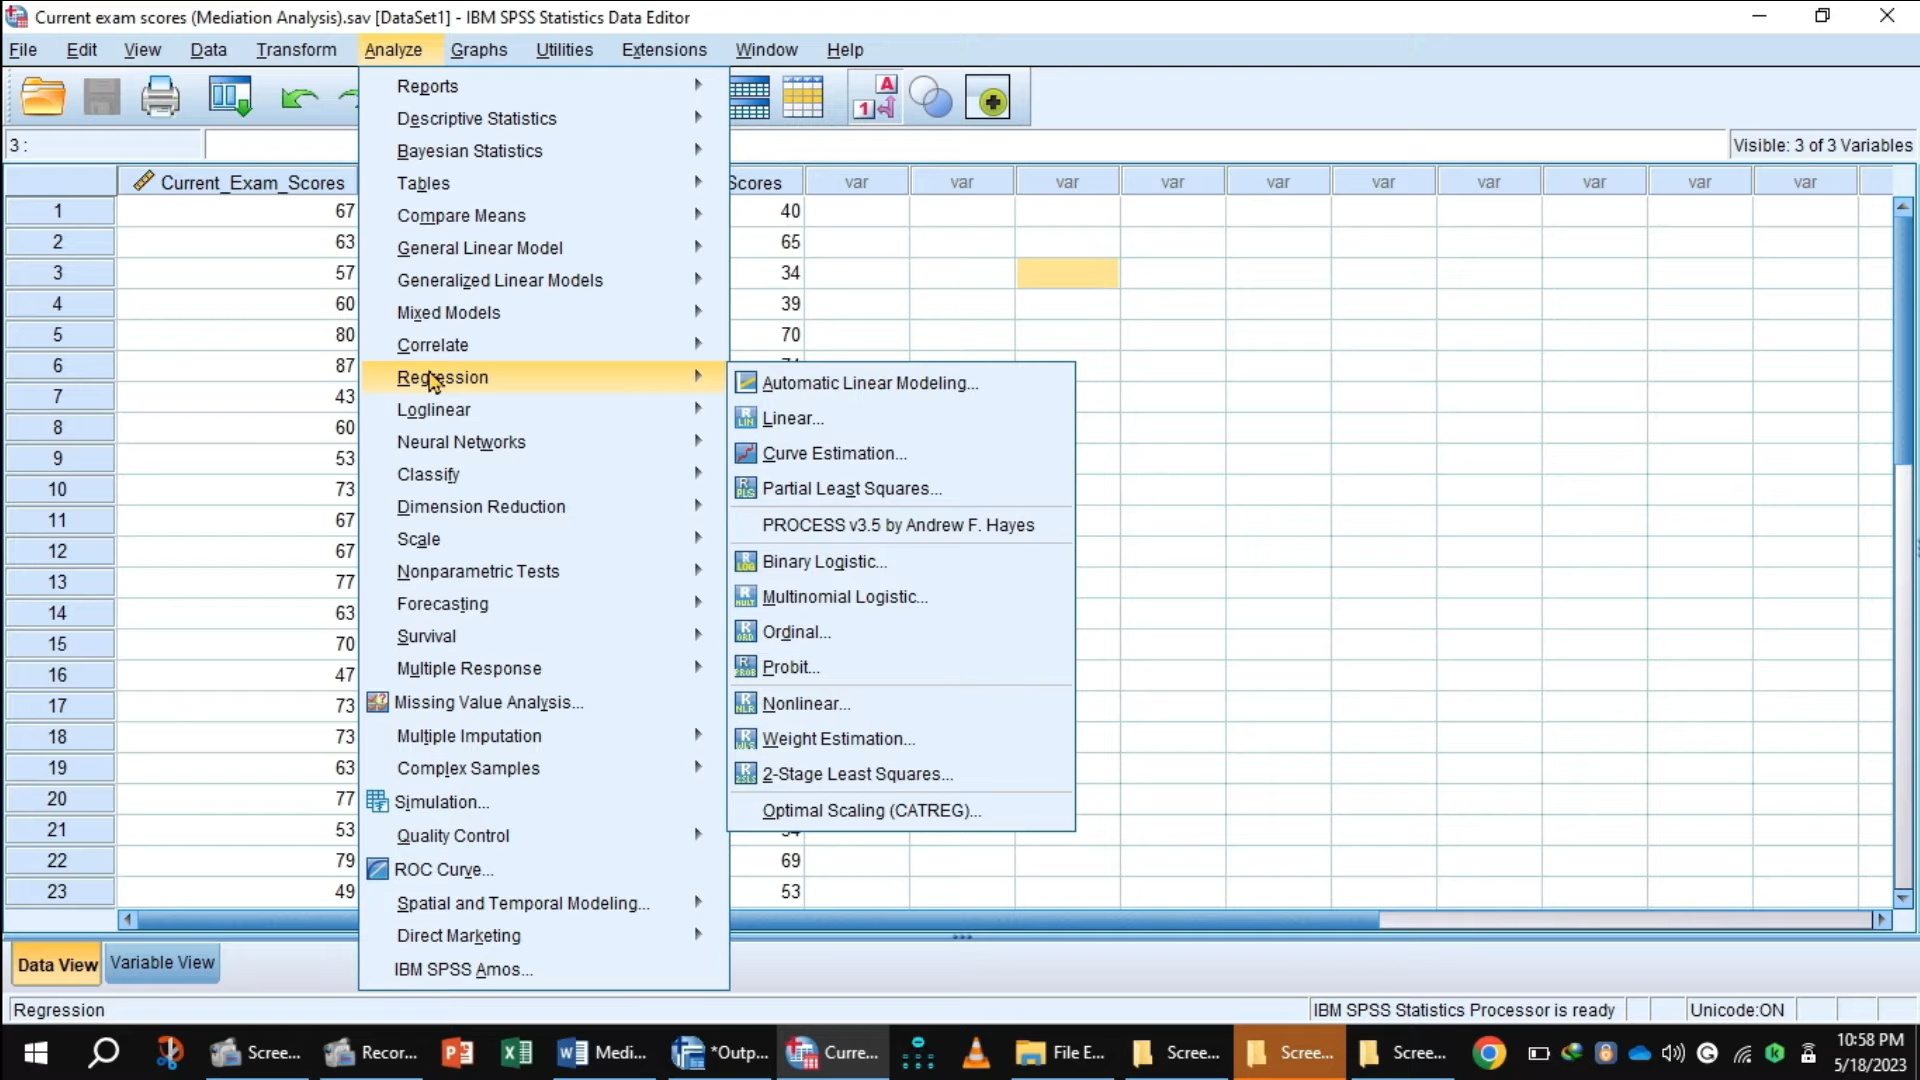 Current exam scores (Mediation Analysis).sav [DataSet1] - IBM SPSS Statistics Data Editor
File Edit View Data Transform Analyze Graphs Utilities Extensions Window Help
3 :
Visible: 3 of 3 Variables
Current_Exam_Scores Scores var var var var var var var var var var
1 67 40
2 63 65
3 57 34
4 60 39
5 80 70
6 87
7 43
8 60
9 53
10 73
11 67
12 67
13 77
14 63
15 70
16 47
17 73
18 73
19 63
20 77
21 53
22 79 69
23 49 53
Reports
Descriptive Statistics
Bayesian Statistics
Tables
Compare Means
General Linear Model
Generalized Linear Models
Mixed Models
Correlate
Regression
Loglinear
Neural Networks
Classify
Dimension Reduction
Scale
Nonparametric Tests
Forecasting
Survival
Multiple Response
Missing Value Analysis...
Multiple Imputation
Complex Samples
Simulation...
Quality Control
ROC Curve...
Spatial and Temporal Modeling...
Direct Marketing
IBM SPSS Amos...
Automatic Linear Modeling...
Linear...
Curve Estimation...
Partial Least Squares...
PROCESS v3.5 by Andrew F. Hayes
Binary Logistic...
Multinomial Logistic...
Ordinal...
Probit...
Nonlinear...
Weight Estimation...
2-Stage Least Squares...
Optimal Scaling (CATREG)...
Data View Variable View
Regression
IBM SPSS Statistics Processor is ready Unicode:ON
Scree... Recor... Medi... *Outp... Curre... File E... Scree... Scree... Scree...
10:58 PM
5/18/2023